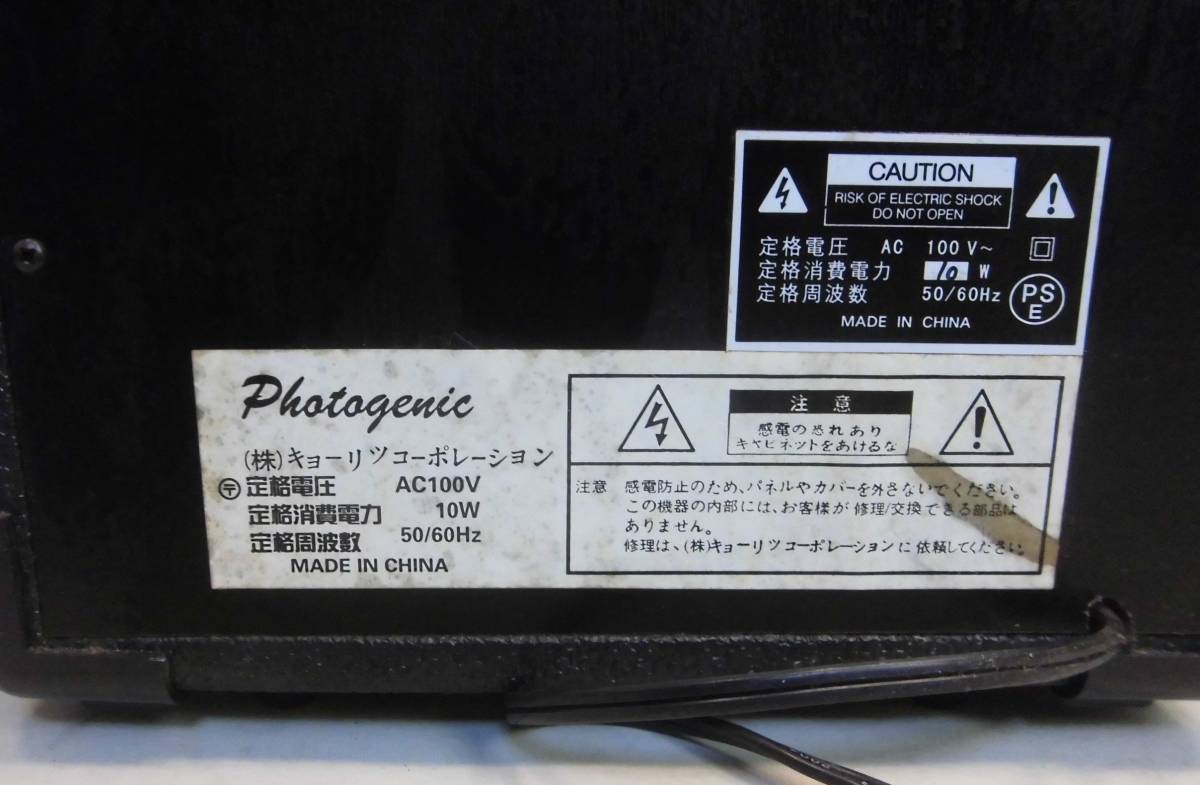 CAUTION
RISK OF ELECTRIC SHOCK
DO NOT OPEN
定格電圧 AC 100 V~
定格消費電力 10 W
定格周波数 50/60Hz
PS
E
MADE IN CHINA
Photogenic
(株)キョーリツコーポレーション
〒定格電圧 AC100V
定格消費電力 10W
定格周波数 50/60Hz
MADE IN CHINA
注意
感電の恐れあり
キャビネットをあけるな
注意 感電防止のため、パネルやカバーを外さないでください。
この機器の内部には、お客様が修理/交換できる部品は
ありません。
修理は、(株)キョーリツコーポレーションに依頼してください。